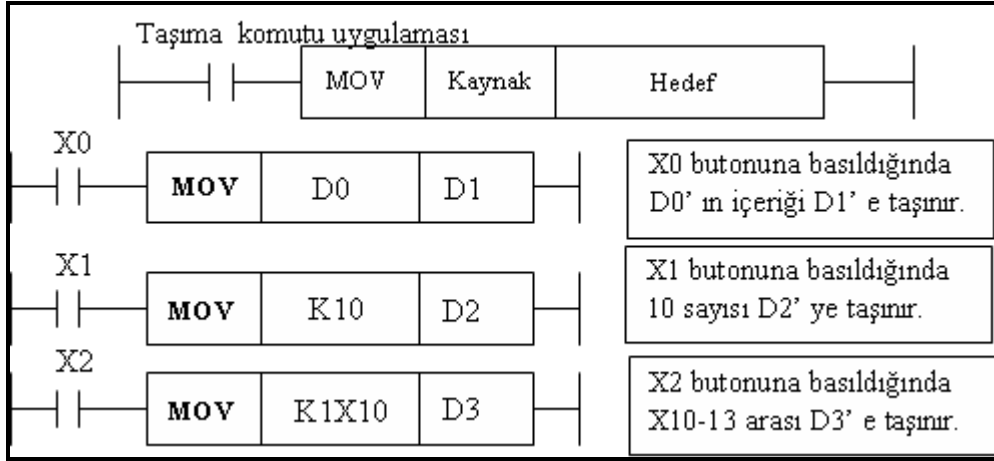 Taşıma komutu uygulaması
MOV Kaynak Hedef
X0
MOV D0 D1
X0 butonuna basıldığında
D0’ ın içeriği D1’ e taşınır.
X1
MOV K10 D2
X1 butonuna basıldığında
10 sayısı D2’ ye taşınır.
X2
MOV K1X10 D3
X2 butonuna basıldığında
X10-13 arası D3’ e taşınır.